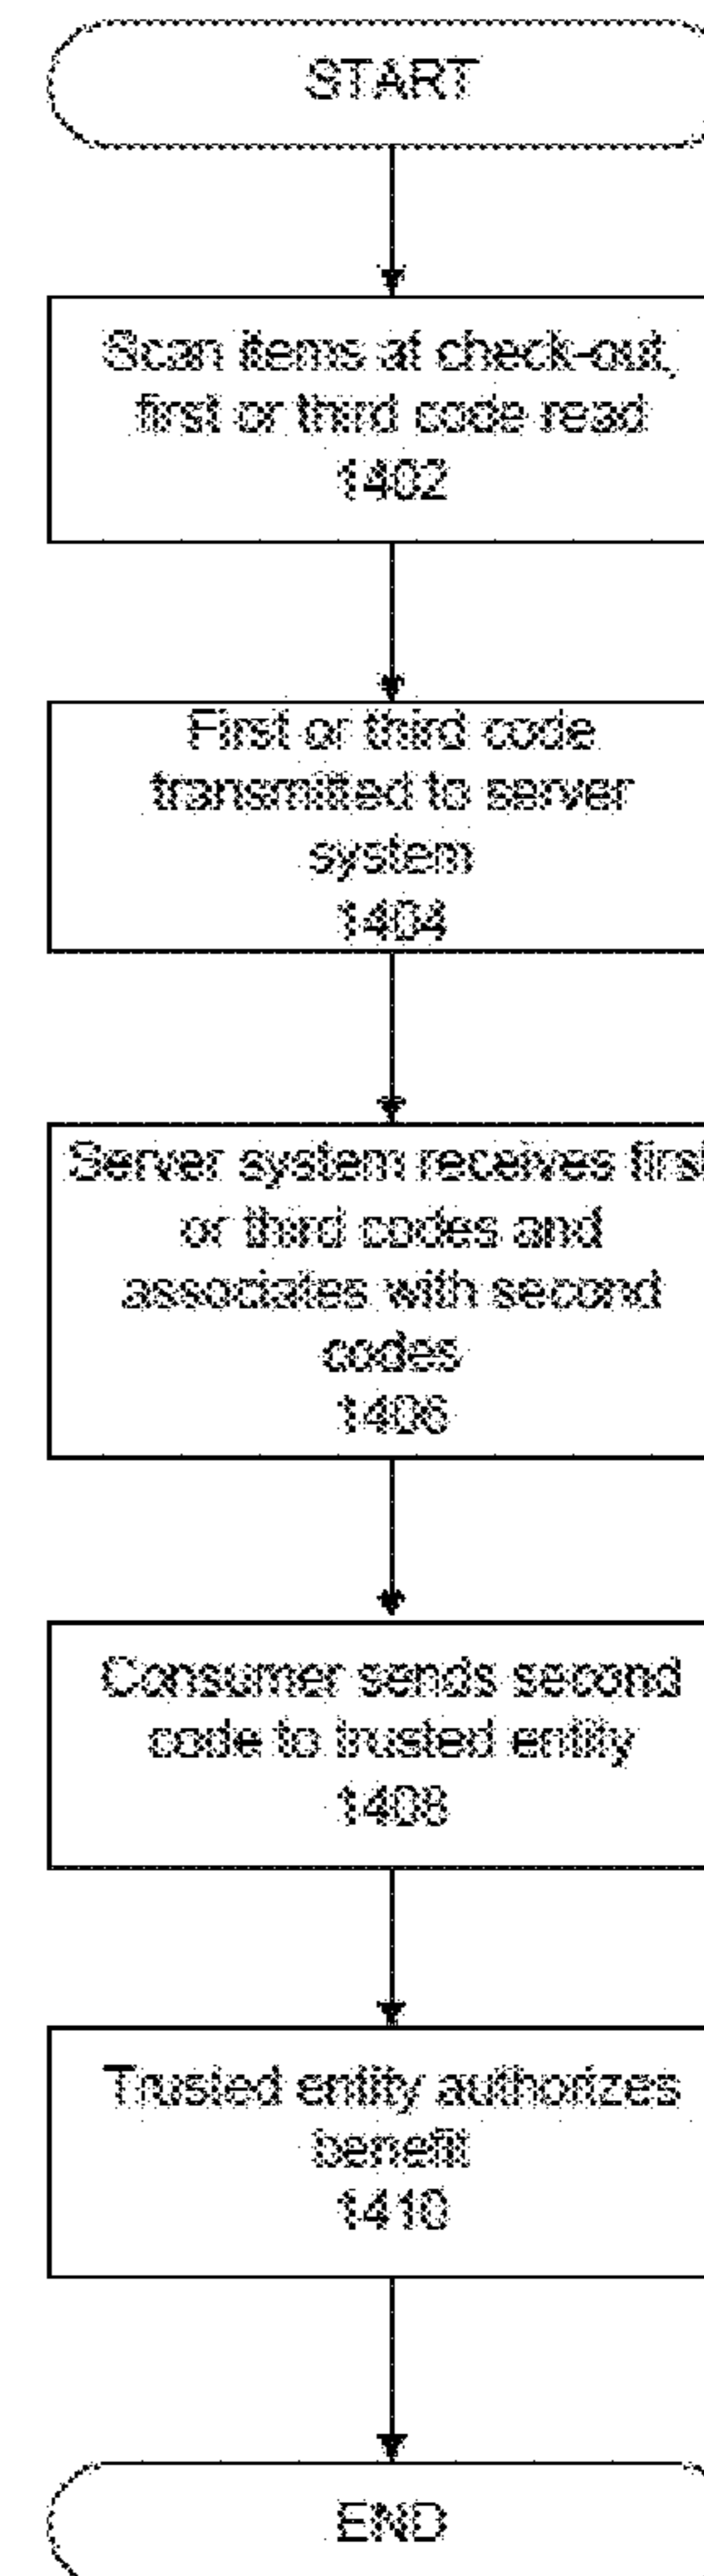 START
Scan items at check-out,
first or third code read
1402
First or third code
transmitted to server
system
1404
Server system receives first
or third codes and
associates with second
codes
1406
Consumer sends second
code to trusted entity
1408
Trusted entity authorizes
benefit
1410
END